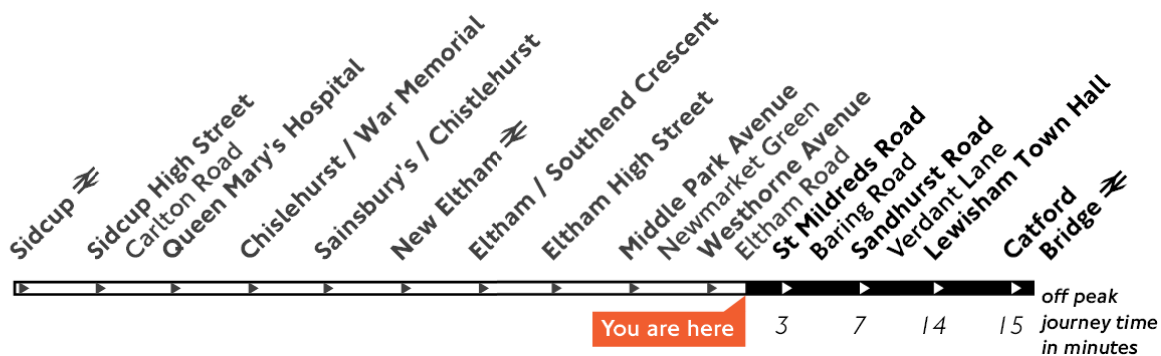 Sidcup
Sidcup High Street
Carlton Road
Queen Mary's Hospital
Chislehurst / War Memorial
Sainsbury's / Chistlehurst
New Eltham
Eltham / Southend Crescent
Eltham High Street
Middle Park Avenue
Newmarket Green
Westhorne Avenue
Eltham Road
St Mildreds Road
Baring Road
Sandhurst Road
Verdant Lane
Lewisham Town Hall
Catford
Bridge
You are here
3
7
14
15
off peak
journey time
in minutes